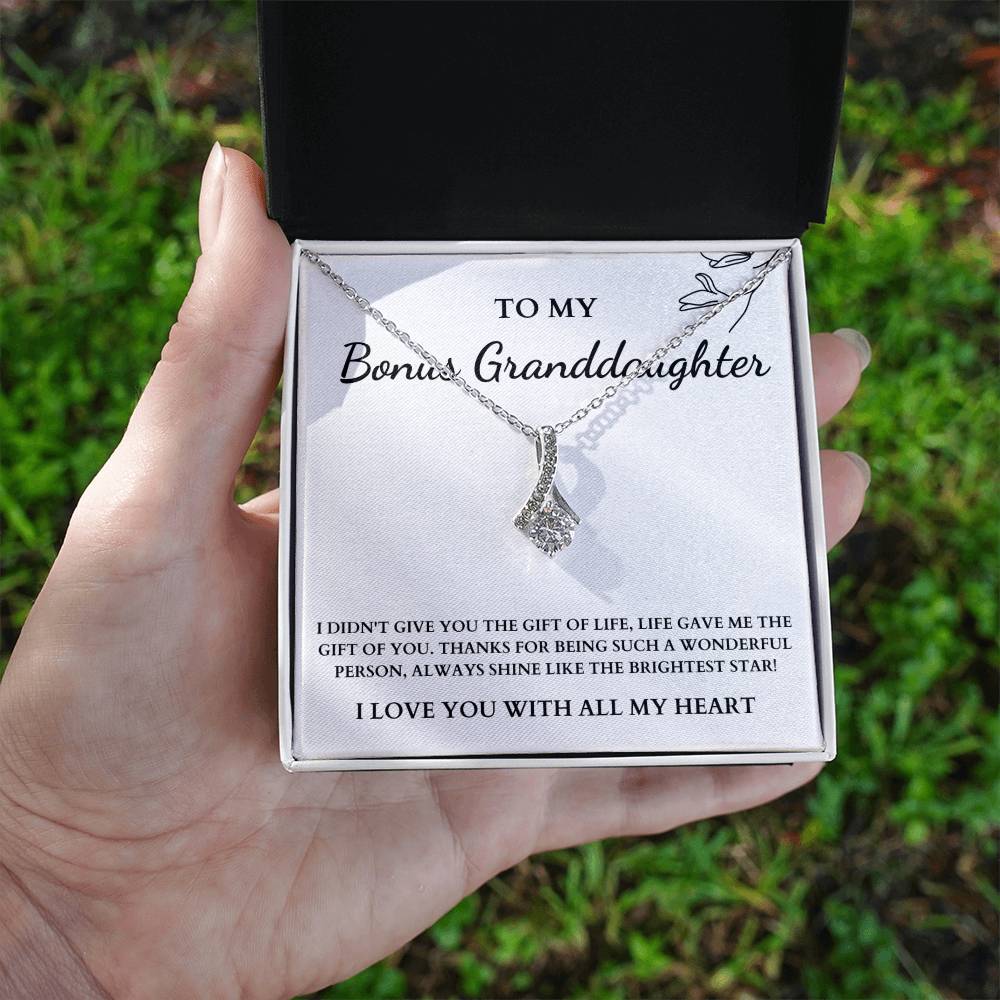 TO MY
Bonus Granddaughter
I DIDN'T GIVE YOU THE GIFT OF LIFE, LIFE GAVE ME THE
GIFT OF YOU. THANKS FOR BEING SUCH A WONDERFUL
PERSON, ALWAYS SHINE LIKE THE BRIGHTEST STAR!
I LOVE YOU WITH ALL MY HEART